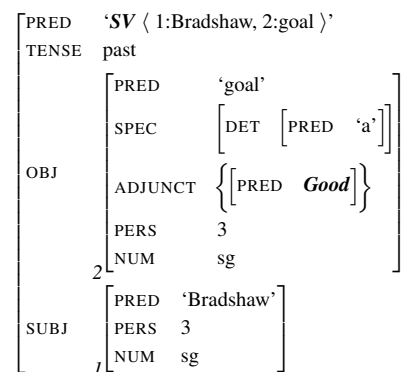 PRED ‘SV ⟨ 1:Bradshaw, 2:goal ⟩’
TENSE past
PRED ‘goal’
SPEC [DET [PRED ‘a’]]
OBJ ADJUNCT {[PRED Good]}
PERS 3
NUM sg
2
PRED ‘Bradshaw’
SUBJ PERS 3
NUM sg
1